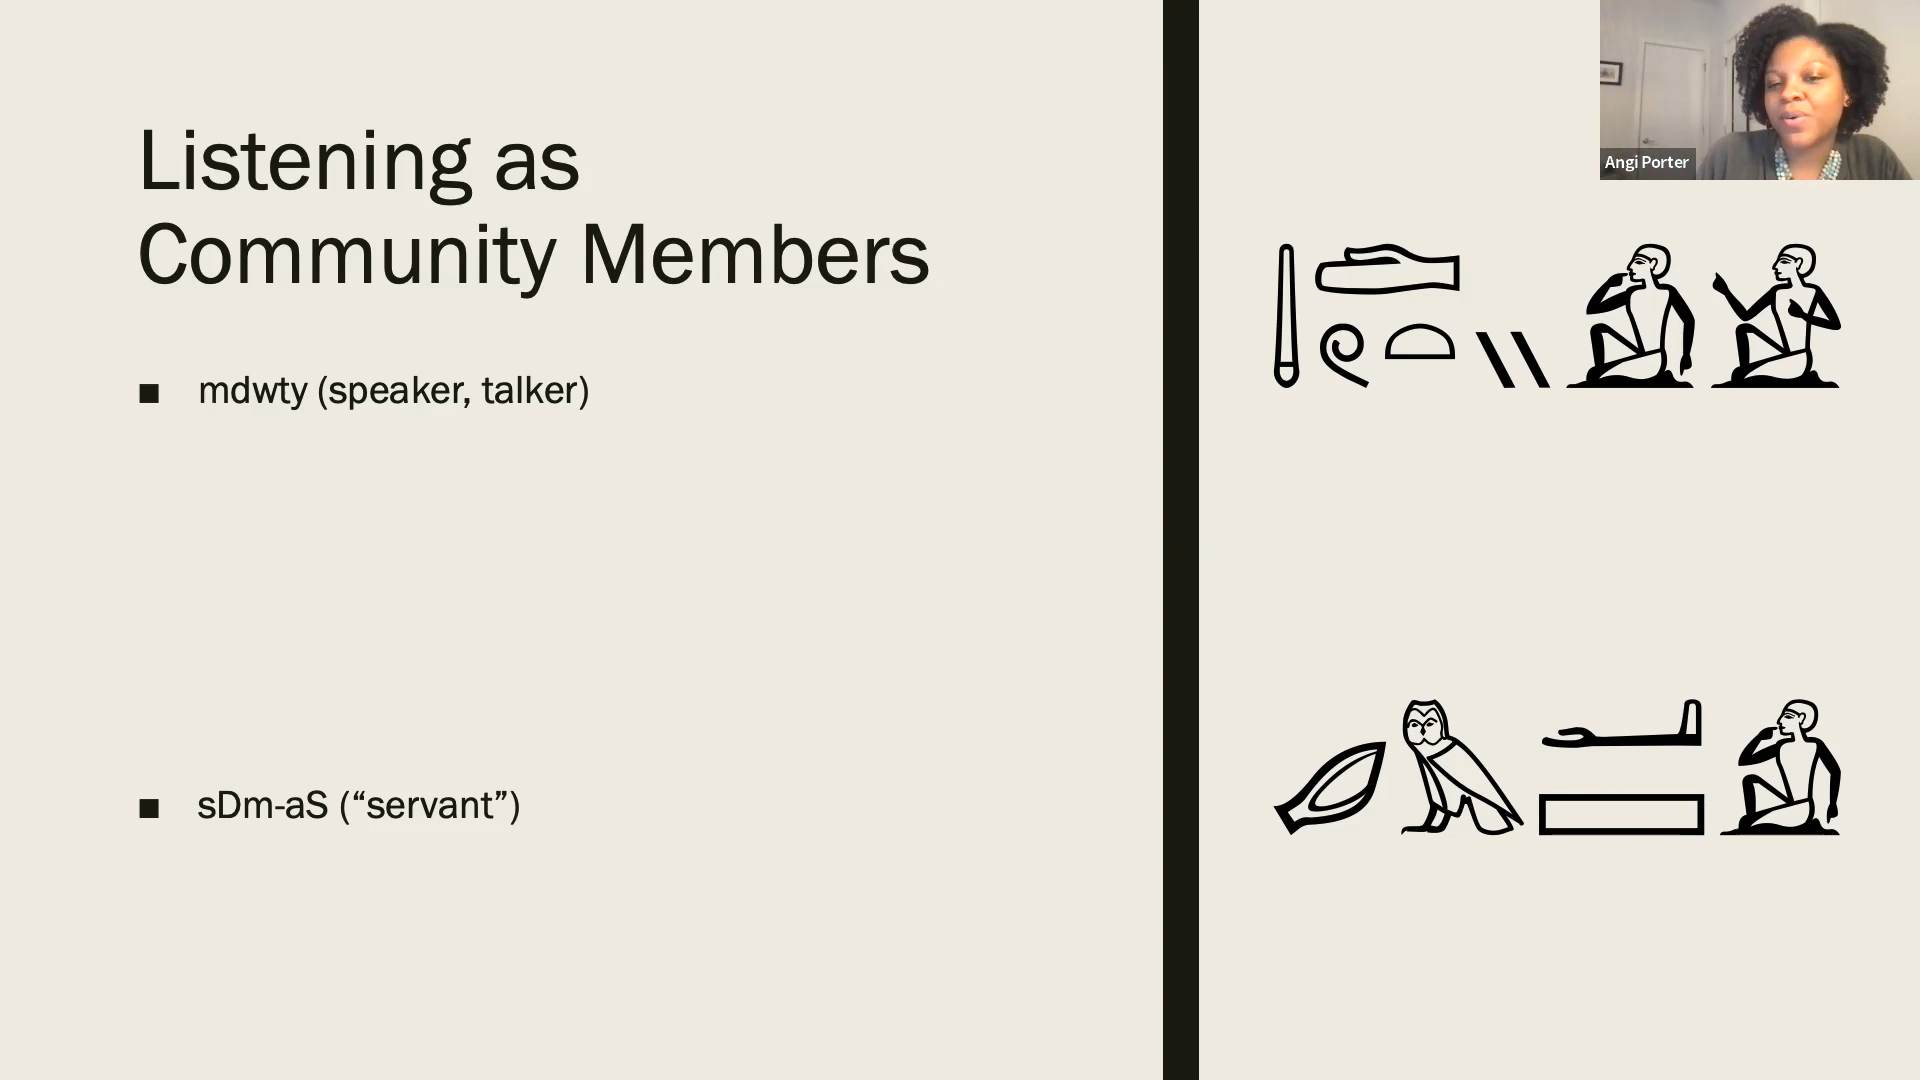 Listening as
Community Members
■ mdwty (speaker, talker)
■ sDm-aS (“servant”)
Angi Porter